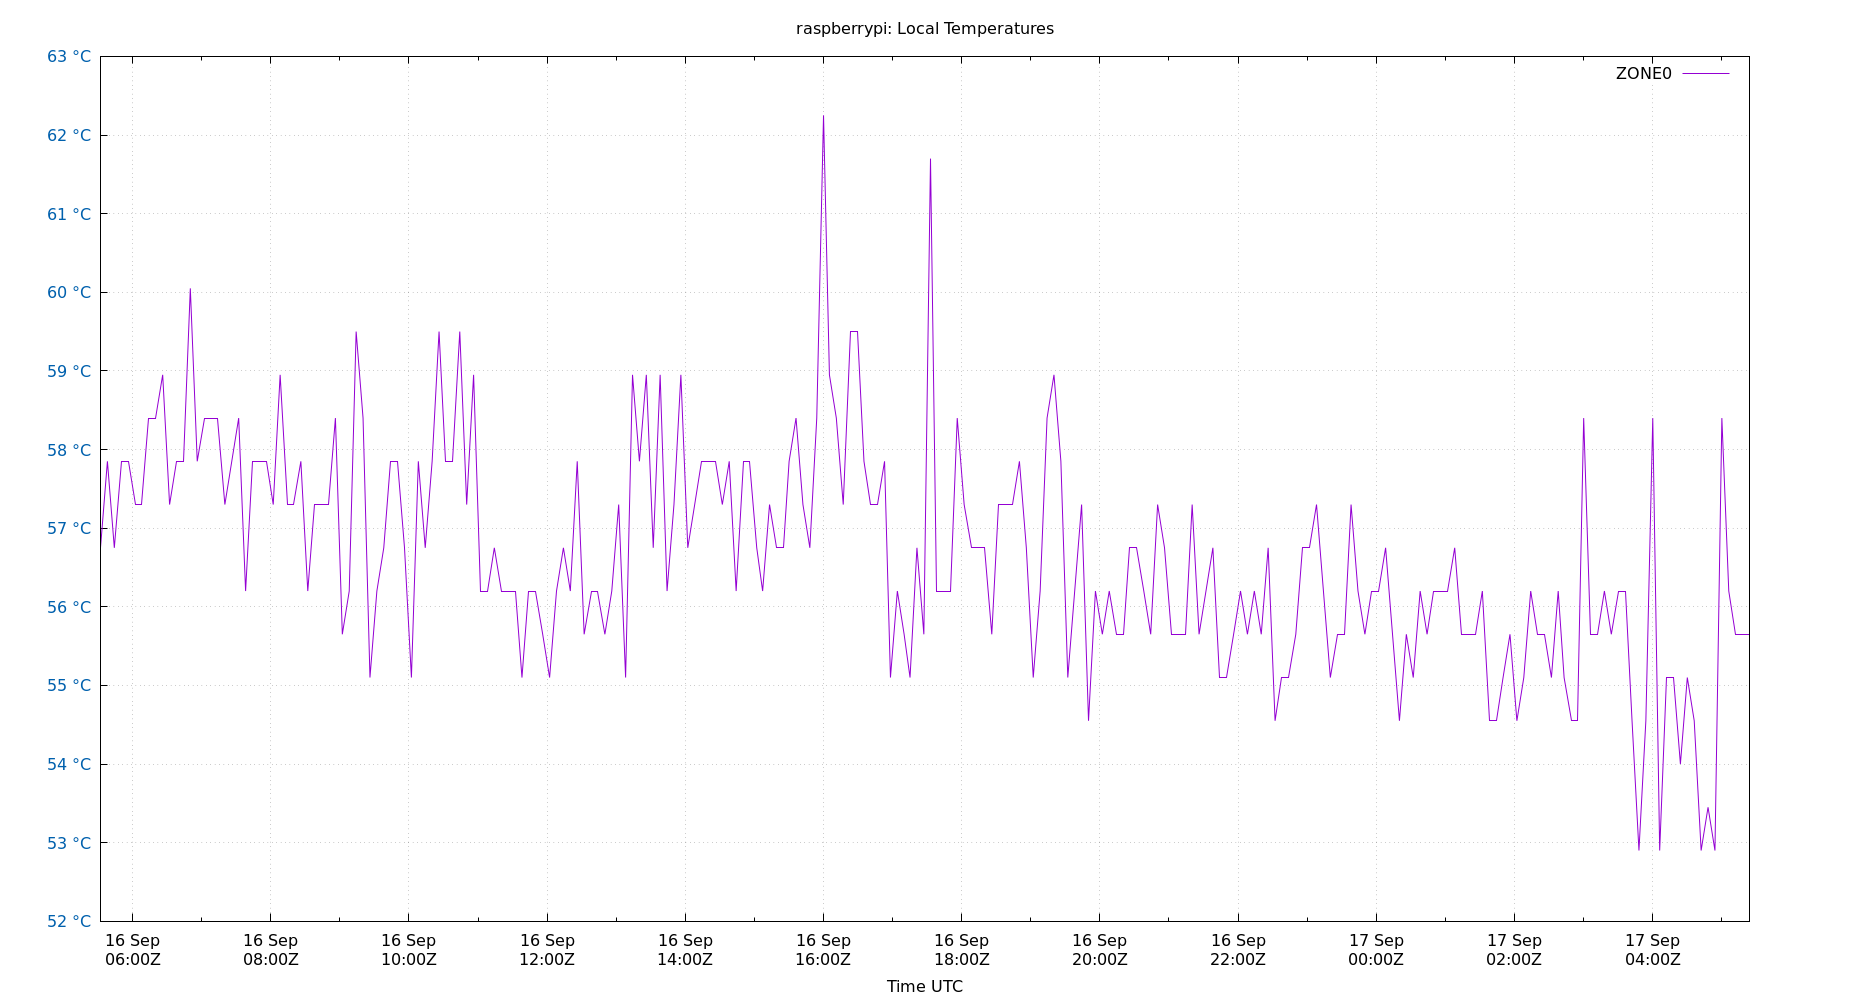 raspberrypi: Local Temperatures
63 °C
ZONE0
62 °C
61 °C
60 °C
59 °C
58 °C
57 °C
56 °C
55 °C
54 °C
53 °C
52 °C
16 Sep 16 Sep 16 Sep 16 Sep 16 Sep 16 Sep 16 Sep 16 Sep 16 Sep 17 Sep 17 Sep 17 Sep
06:00Z 08:00Z 10:00Z 12:00Z 14:00Z 16:00Z 18:00Z 20:00Z 22:00Z 00:00Z 02:00Z 04:00Z
Time UTC